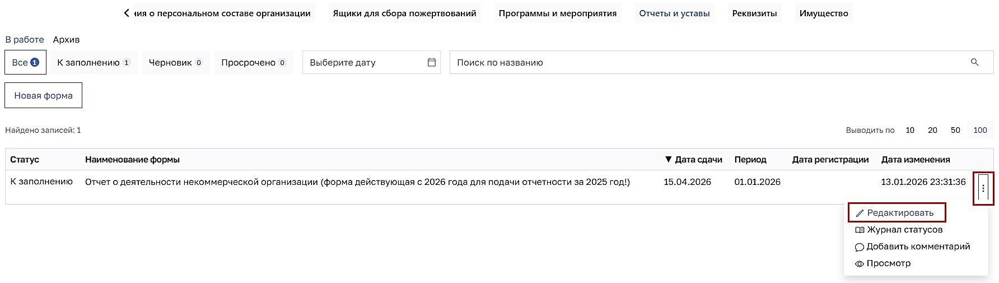 ния о персональном составе организации Ящики для сбора пожертвований Программы и мероприятия Отчеты и уставы Реквизиты Имущество
В работе Архив
Все 1 К заполнению 1 Черновик 0 Просрочено 0 Выберите дату Поиск по названию
Новая форма
Найдено записей: 1 Выводить по 10 20 50 100
Статус Наименование формы ▼ Дата сдачи Период Дата регистрации Дата изменения
К заполнению Отчет о деятельности некоммерческой организации (форма действующая с 2026 года для подачи отчетности за 2025 год!) 15.04.2026 01.01.2026 13.01.2026 23:31:36
Редактировать
Журнал статусов
Добавить комментарий
Просмотр